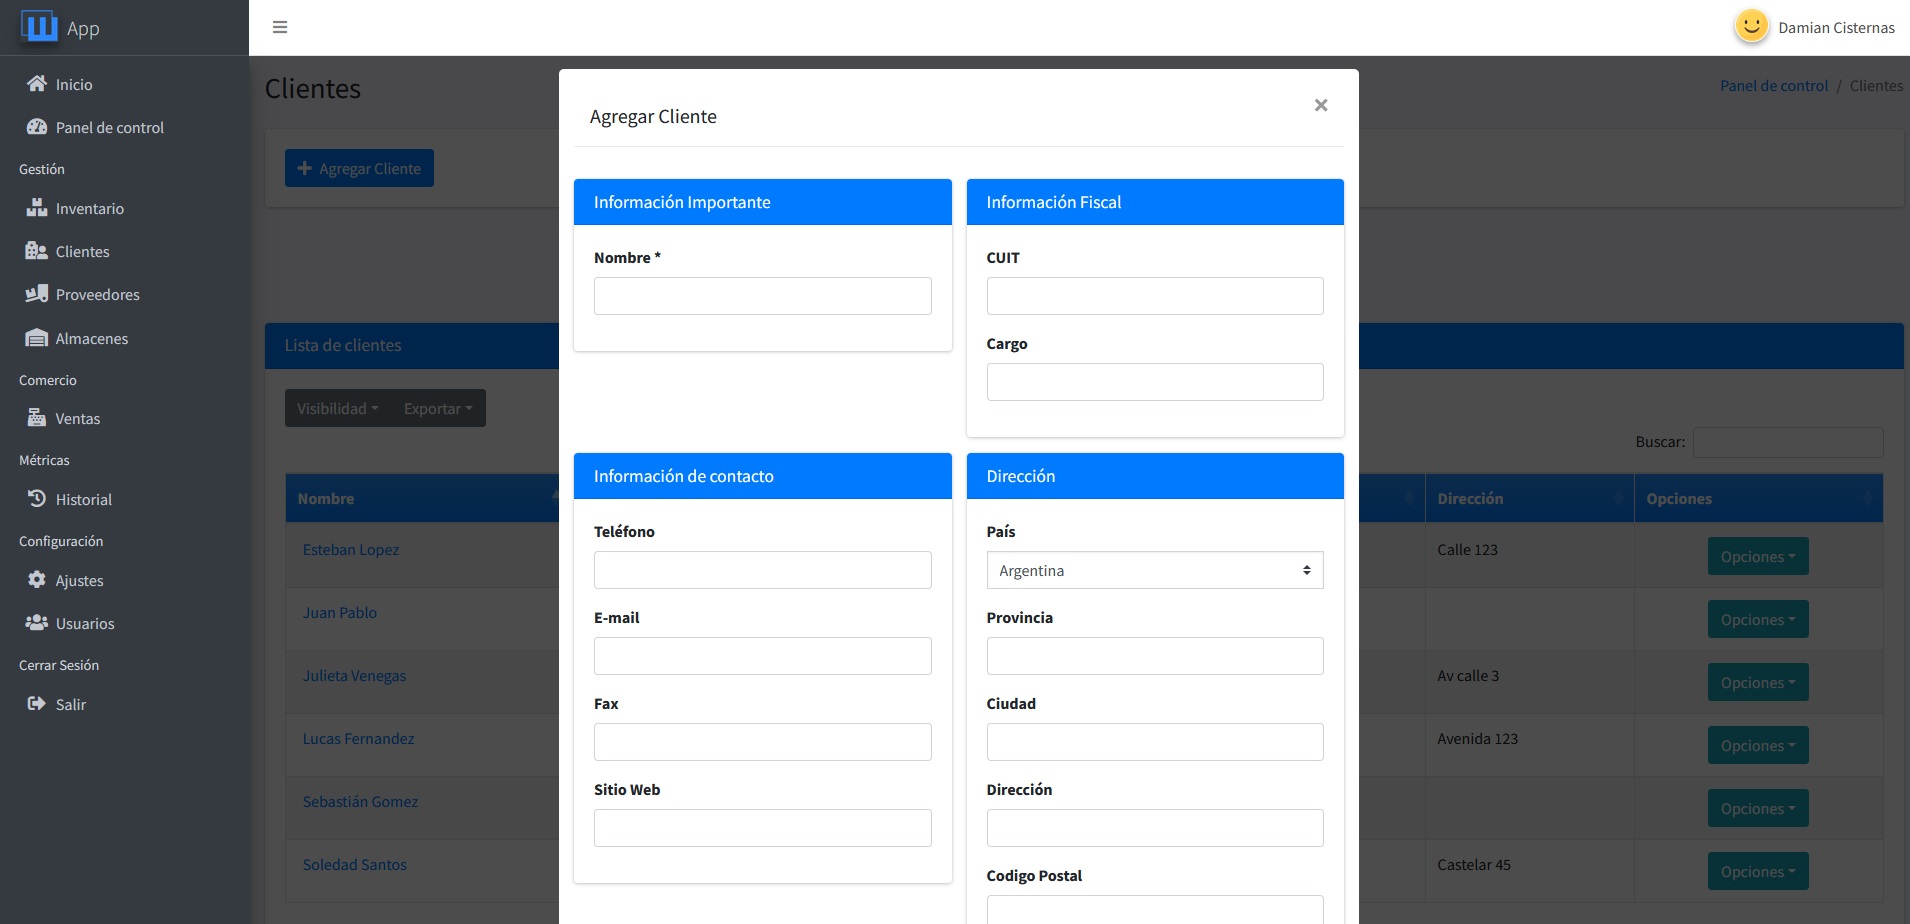 App
Damian Cisternas
Inicio
Panel de control
Gestión
Inventario
Clientes
Proveedores
Almacenes
Comercio
Ventas
Métricas
Historial
Configuración
Ajustes
Usuarios
Cerrar Sesión
Salir
Clientes
Panel de control / Clientes
Agregar Cliente
Lista de clientes
Visibilidad Exportar
Buscar:
Nombre Dirección Opciones
Esteban Lopez Calle 123 Opciones
Juan Pablo Opciones
Julieta Venegas Av calle 3 Opciones
Lucas Fernandez Avenida 123 Opciones
Sebastián Gomez Opciones
Soledad Santos Castelar 45 Opciones
Agregar Cliente ×
Información Importante
Nombre *
Información Fiscal
CUIT
Cargo
Información de contacto
Teléfono
E-mail
Fax
Sitio Web
Dirección
País
Argentina
Provincia
Ciudad
Dirección
Codigo Postal